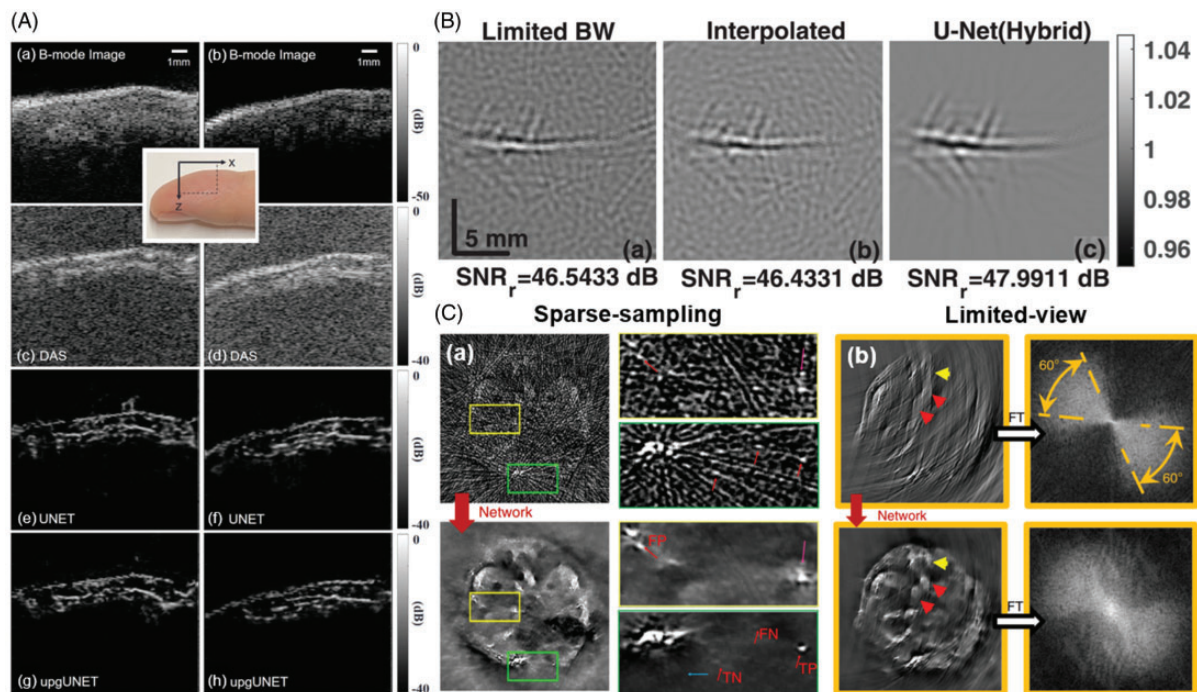 (A)
(a) B-mode Image
1mm
(b) B-mode Image
1mm
0
(dB)
-50
X
Z
(c) DAS
(d) DAS
0
(dB)
-40
(e) UNET
(f) UNET
0
(dB)
-40
(g) upgUNET
(h) upgUNET
0
(dB)
-40
(B)
Limited BW
Interpolated
U-Net(Hybrid)
5 mm
(a)
(b)
(c)
1.04
1.02
1
0.98
0.96
SNRr=46.5433 dB
SNRr=46.4331 dB
SNRr=47.9911 dB
(C)
Sparse-sampling
Limited-view
(a)
Network
FP
FN
TN
TP
(b)
FT
60°
60°
Network
FT